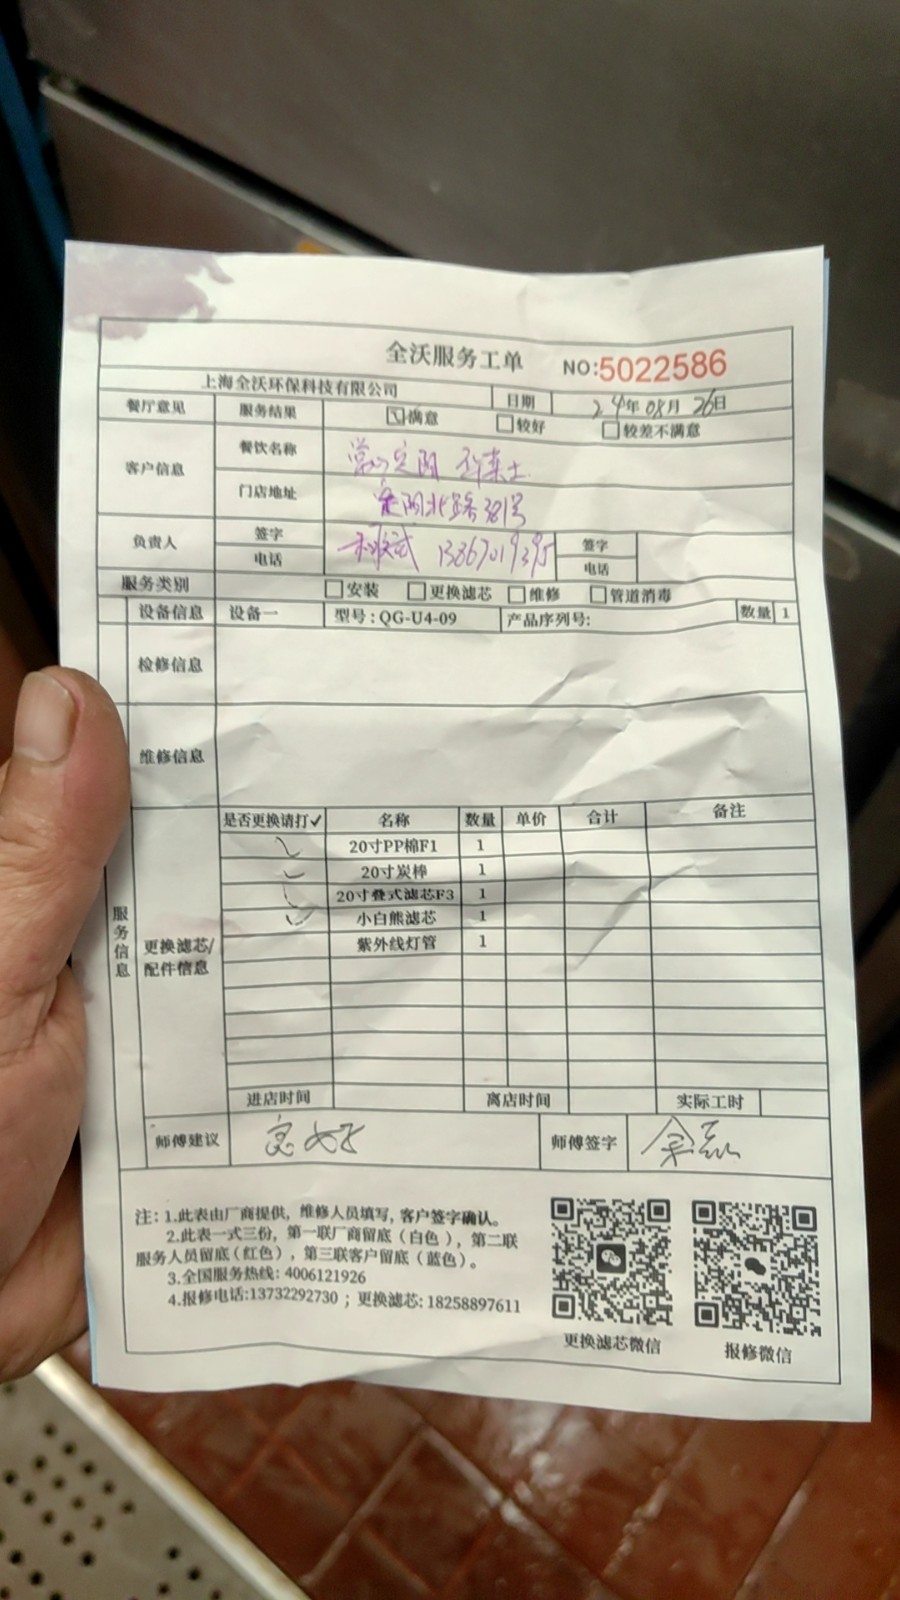 全沃服务工单 NO:5022586
上海全沃环保科技有限公司 日期 24年08月26日
餐厅意见 服务结果 满意 较好 较差不满意
客户信息 餐饮名称 常山定阳
门店地址 定阳北路381号
负责人 签字 签字
电话 13867019395 电话
服务类别 安装 更换滤芯 维修 管道消毒
设备信息 设备一 型号：QG-U4-09 产品序列号: 数量 1
检修信息
维修信息
服务信息
更换滤芯/
配件信息
是否更换请打✓ 名称 数量 单价 合计 备注
✓ 20寸PP棉F1 1
✓ 20寸炭棒 1
✓ 20寸叠式滤芯F3 1
✓ 小白熊滤芯 1
紫外线灯管 1
进店时间 离店时间 实际工时
师傅建议 师傅签字
注：1.此表由厂商提供，维修人员填写，客户签字确认。
2.此表一式三份，第一联厂商留底（白色），第二联
服务人员留底（红色），第三联客户留底（蓝色）。
3.全国服务热线：4006121926
4.报修电话:13732292730；更换滤芯: 18258897611
更换滤芯微信 报修微信